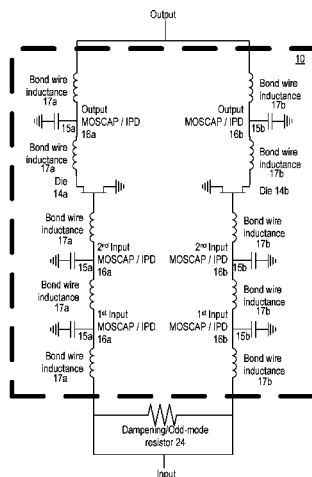 Output
10
Bond wire
inductance
17a
Bond wire
inductance
17b
15a
Output
MOSCAP / IPD
16a
Output
MOSCAP / IPD
16b
15b
Bond wire
inductance
17a
Bond wire
inductance
17b
Die
14a
Die 14b
Bond wire
inductance
17a
Bond wire
inductance
17b
15a
2nd Input
MOSCAP / IPD
16a
2nd Input
MOSCAP / IPD
16b
15b
Bond wire
inductance
17a
Bond wire
inductance
17b
15a
1st Input
MOSCAP / IPD
16a
1st Input
MOSCAP / IPD
16b
15b
Bond wire
inductance
17a
Bond wire
inductance
17b
Dampening/Odd-mode
resistor 24
Input